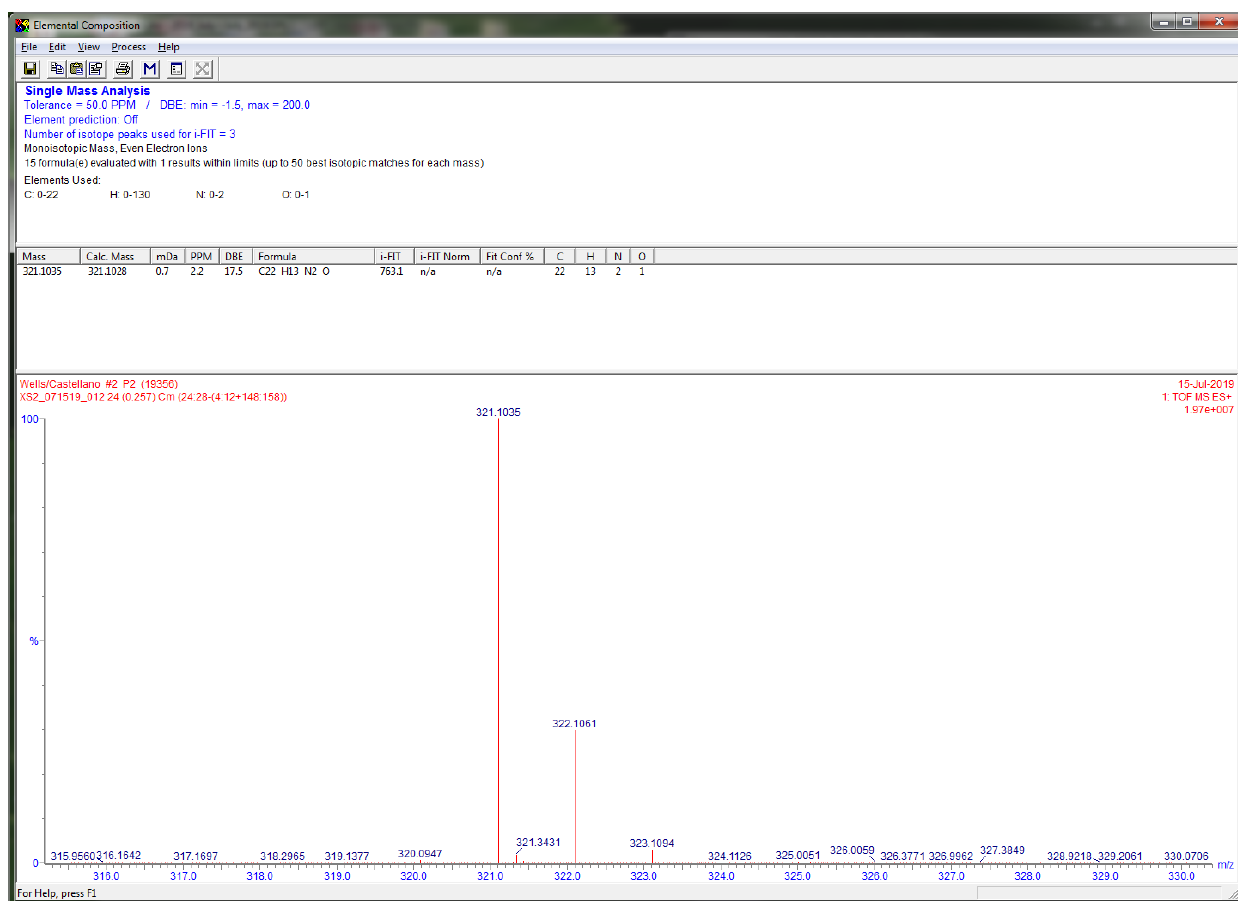 Elemental Composition
File Edit View Process Help
Single Mass Analysis
Tolerance = 50.0 PPM / DBE: min = -1.5, max = 200.0
Element prediction: Off
Number of isotope peaks used for i-FIT = 3
Monoisotopic Mass, Even Electron Ions
15 formula(e) evaluated with 1 results within limits (up to 50 best isotopic matches for each mass)
Elements Used:
C: 0-22 H: 0-130 N: 0-2 O: 0-1
Mass Calc. Mass mDa PPM DBE Formula i-FIT i-FIT Norm Fit Conf % C H N O
321.1035 321.1028 0.7 2.2 17.5 C22 H13 N2 O 763.1 n/a n/a 22 13 2 1
Wells/Castellano #2 P2 (19356) 15-Jul-2019
XS2_071519_012 24 (0.257) Cm (24:28-(4:12+148:158)) 1: TOF MS ES+
1.97e+007
100
321.1035
%
322.1061
0
315.9560 316.1642 317.1697 318.2965 319.1377 320.0947 321.3431 323.1094 324.1126 325.0051 326.0059 326.3771 326.9962 327.3849 328.9218 329.2061 330.0706
m/z
316.0 317.0 318.0 319.0 320.0 321.0 322.0 323.0 324.0 325.0 326.0 327.0 328.0 329.0 330.0
For Help, press F1